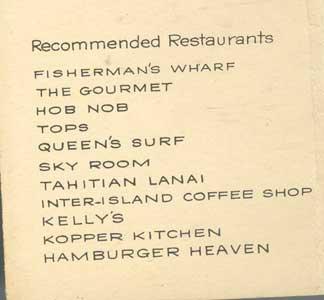 Recommended Restaurants
FISHERMAN'S WHARF
THE GOURMET
HOB NOB
TOPS
QUEEN'S SURF
SKY ROOM
TAHITIAN LANAI
INTER-ISLAND COFFEE SHOP
KELLY'S
KOPPER KITCHEN
HAMBURGER HEAVEN